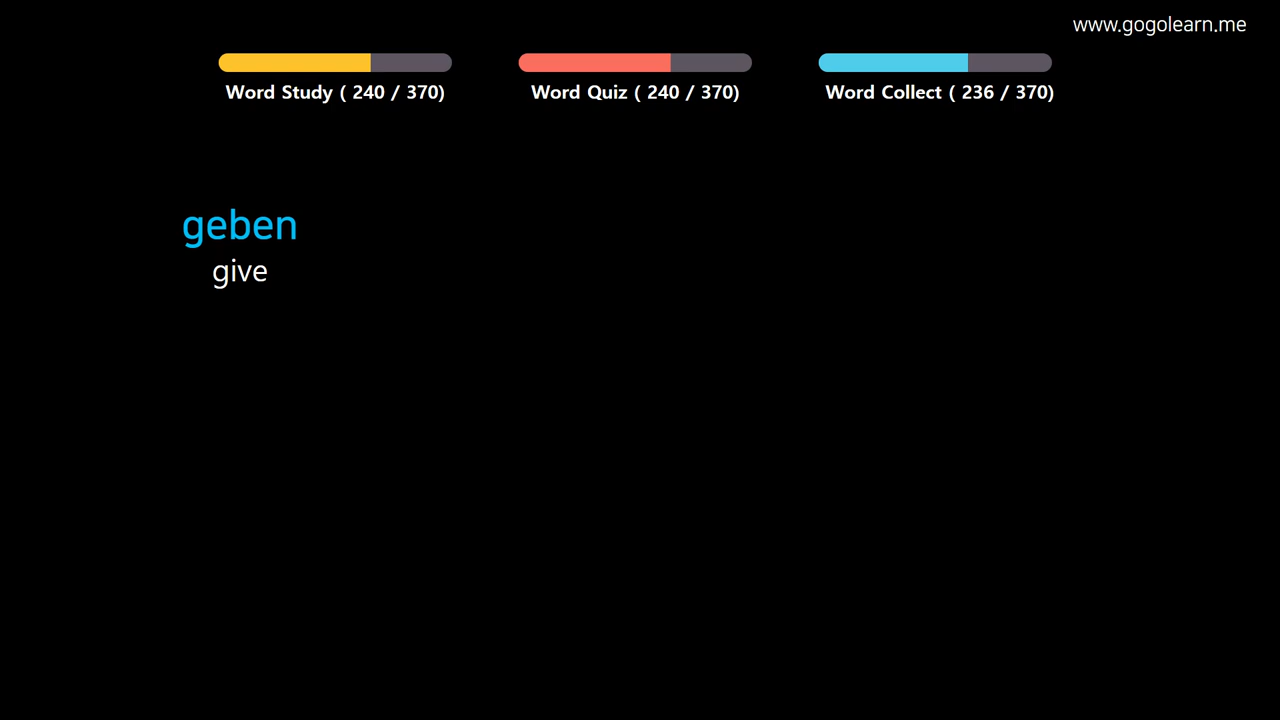 www.gogolearn.me
Word Study ( 240 / 370)
Word Quiz ( 240 / 370)
Word Collect ( 236 / 370)
geben
give